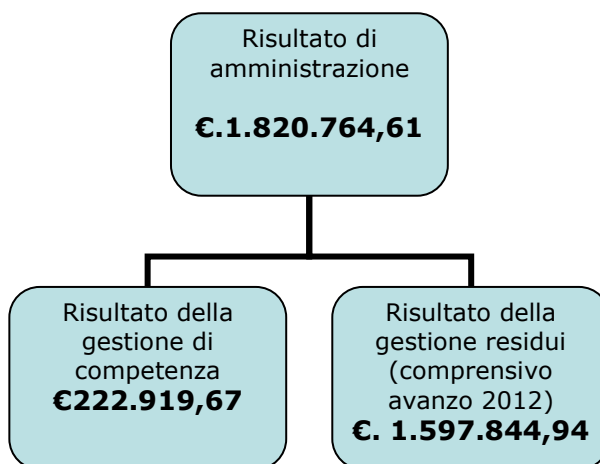 Risultato di
amministrazione
€.1.820.764,61
Risultato della
gestione di
competenza
€222.919,67
Risultato della
gestione residui
(comprensivo
avanzo 2012)
€. 1.597.844,94